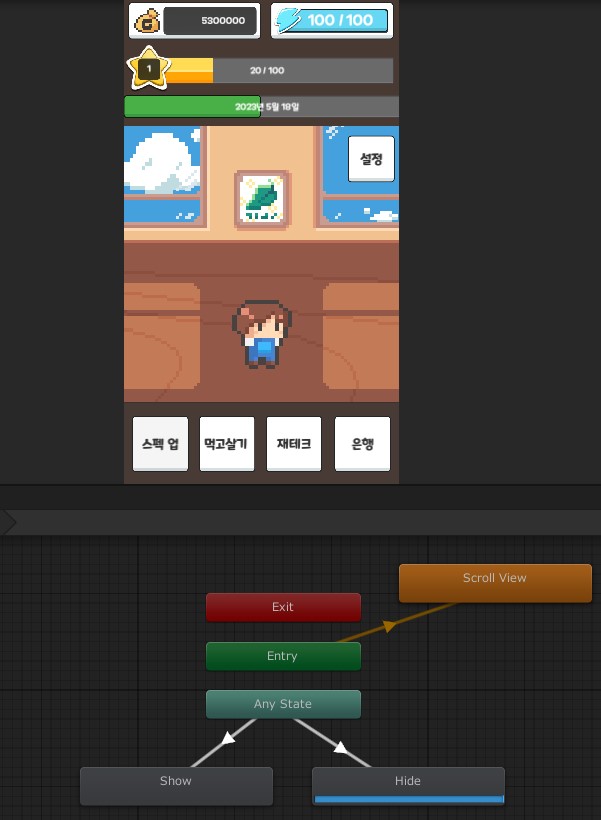 5300000
100 / 100
1
20 / 100
2023년 5월 18일
설정
스펙 업
먹고살기
재테크
은행
Scroll View
Exit
Entry
Any State
Show
Hide